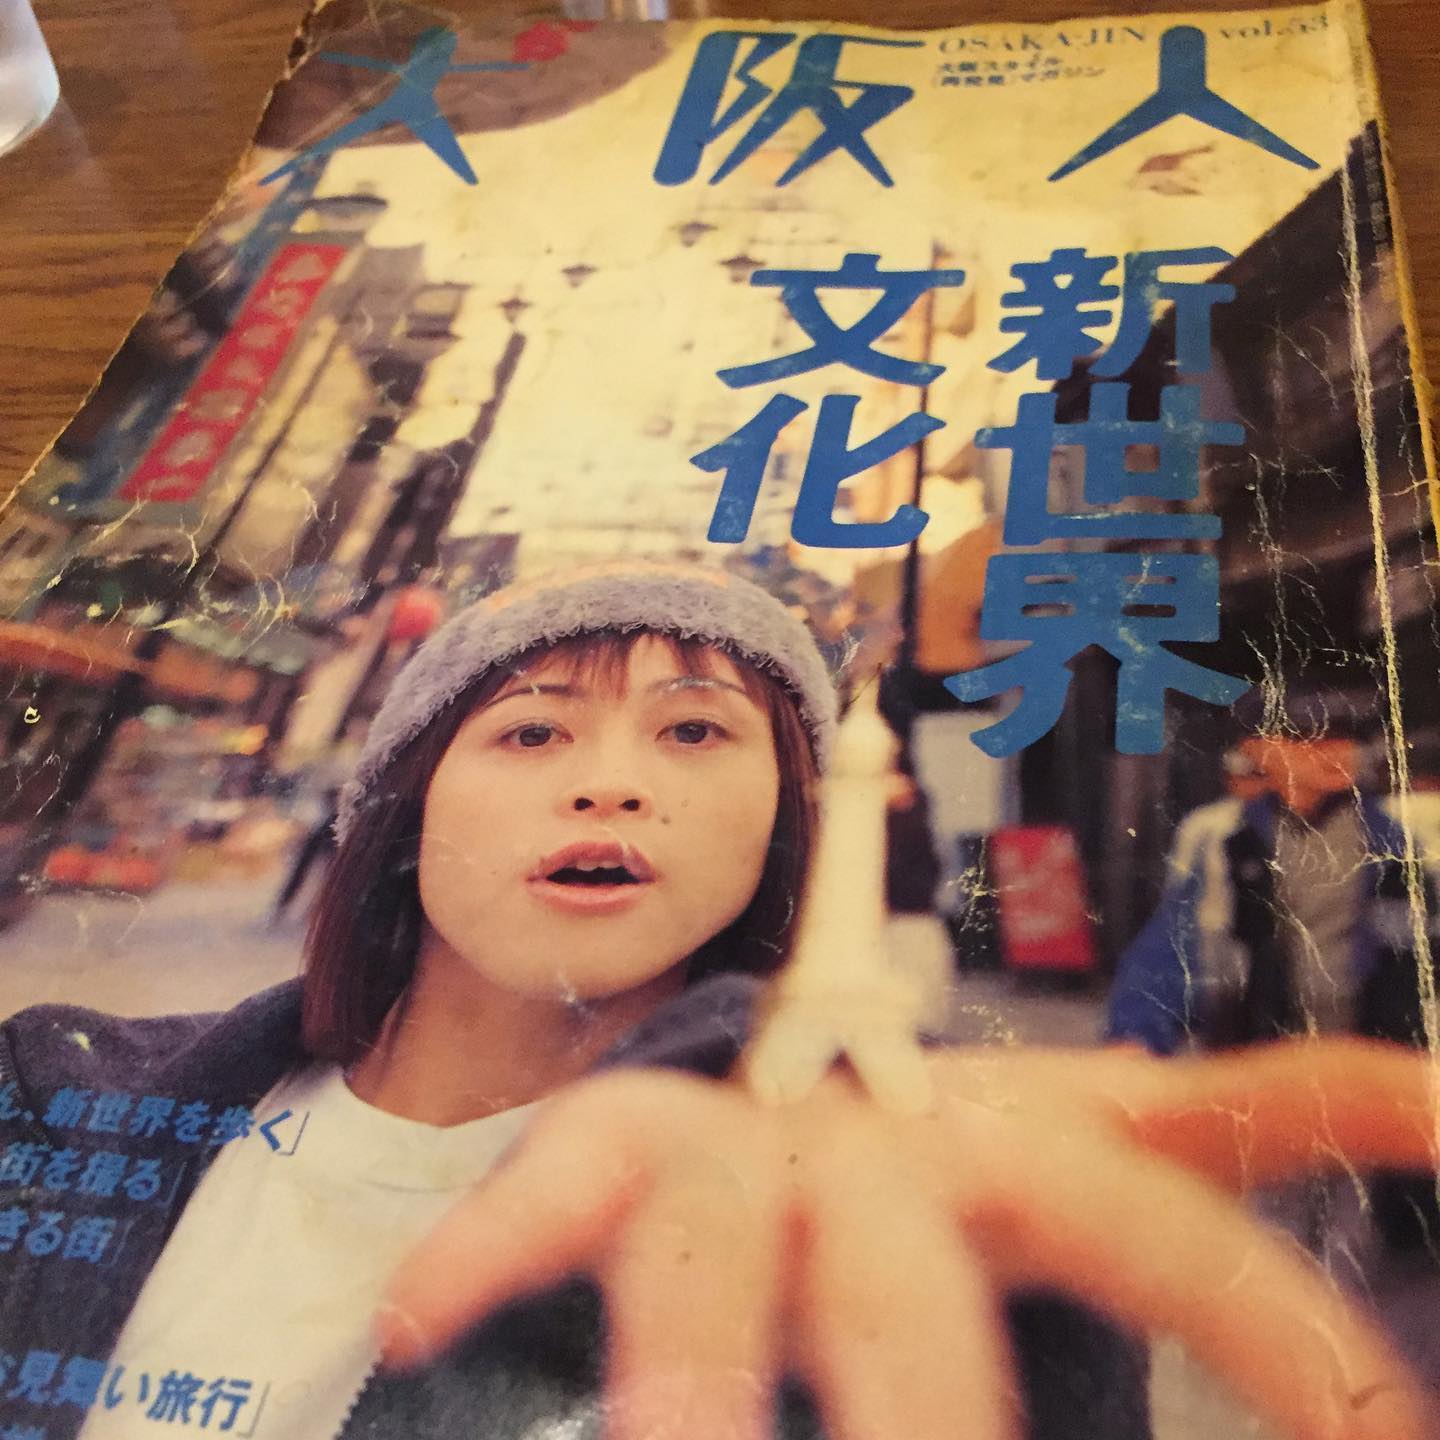 大阪人
OSAKA-JIN
vol.53
大阪スタイル
[再発見]マガジン
新世界
文化
ん、新世界を歩く」
街を撮る」
きる街」
見舞い旅行」